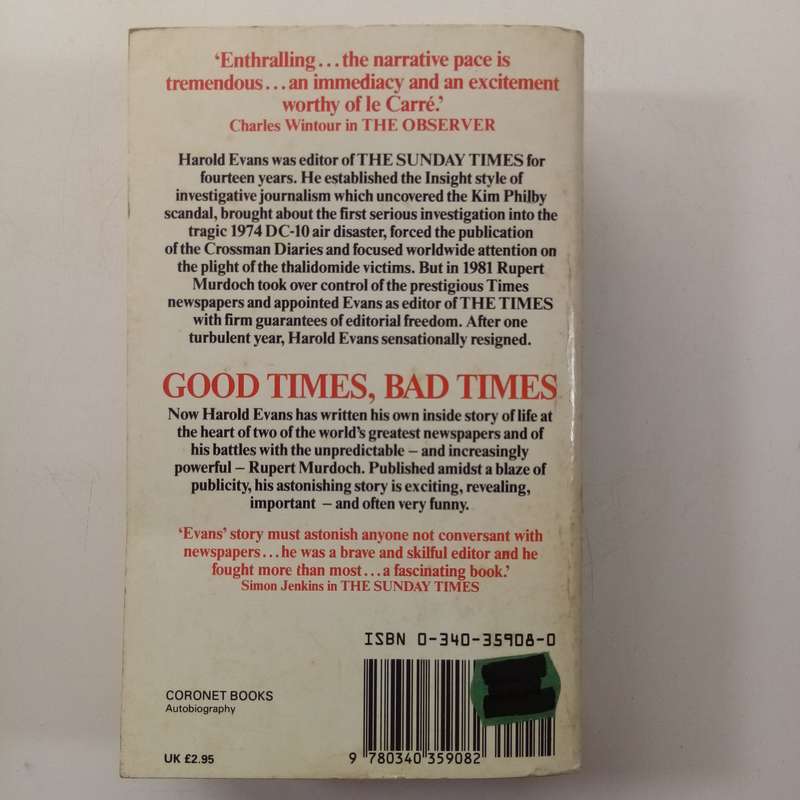 ‘Enthralling...the narrative pace is
tremendous...an immediacy and an excitement
worthy of le Carré.’
Charles Wintour in THE OBSERVER
Harold Evans was editor of THE SUNDAY TIMES for
fourteen years. He established the Insight style of
investigative journalism which uncovered the Kim Philby
scandal, brought about the first serious investigation into the
tragic 1974 DC-10 air disaster, forced the publication
of the Crossman Diaries and focused worldwide attention on
the plight of the thalidomide victims. But in 1981 Rupert
Murdoch took over control of the prestigious Times
newspapers and appointed Evans as editor of THE TIMES
with firm guarantees of editorial freedom. After one
turbulent year, Harold Evans sensationally resigned.
GOOD TIMES, BAD TIMES
Now Harold Evans has written his own inside story of life at
the heart of two of the world's greatest newspapers and of
his battles with the unpredictable – and increasingly
powerful – Rupert Murdoch. Published amidst a blaze of
publicity, his astonishing story is exciting, revealing,
important – and often very funny.
‘Evans’ story must astonish anyone not conversant with
newspapers...he was a brave and skilful editor and he
fought more than most...a fascinating book.’
Simon Jenkins in THE SUNDAY TIMES
ISBN 0-340-35908-0
CORONET BOOKS
Autobiography
UK £2.95
9 780340 359082